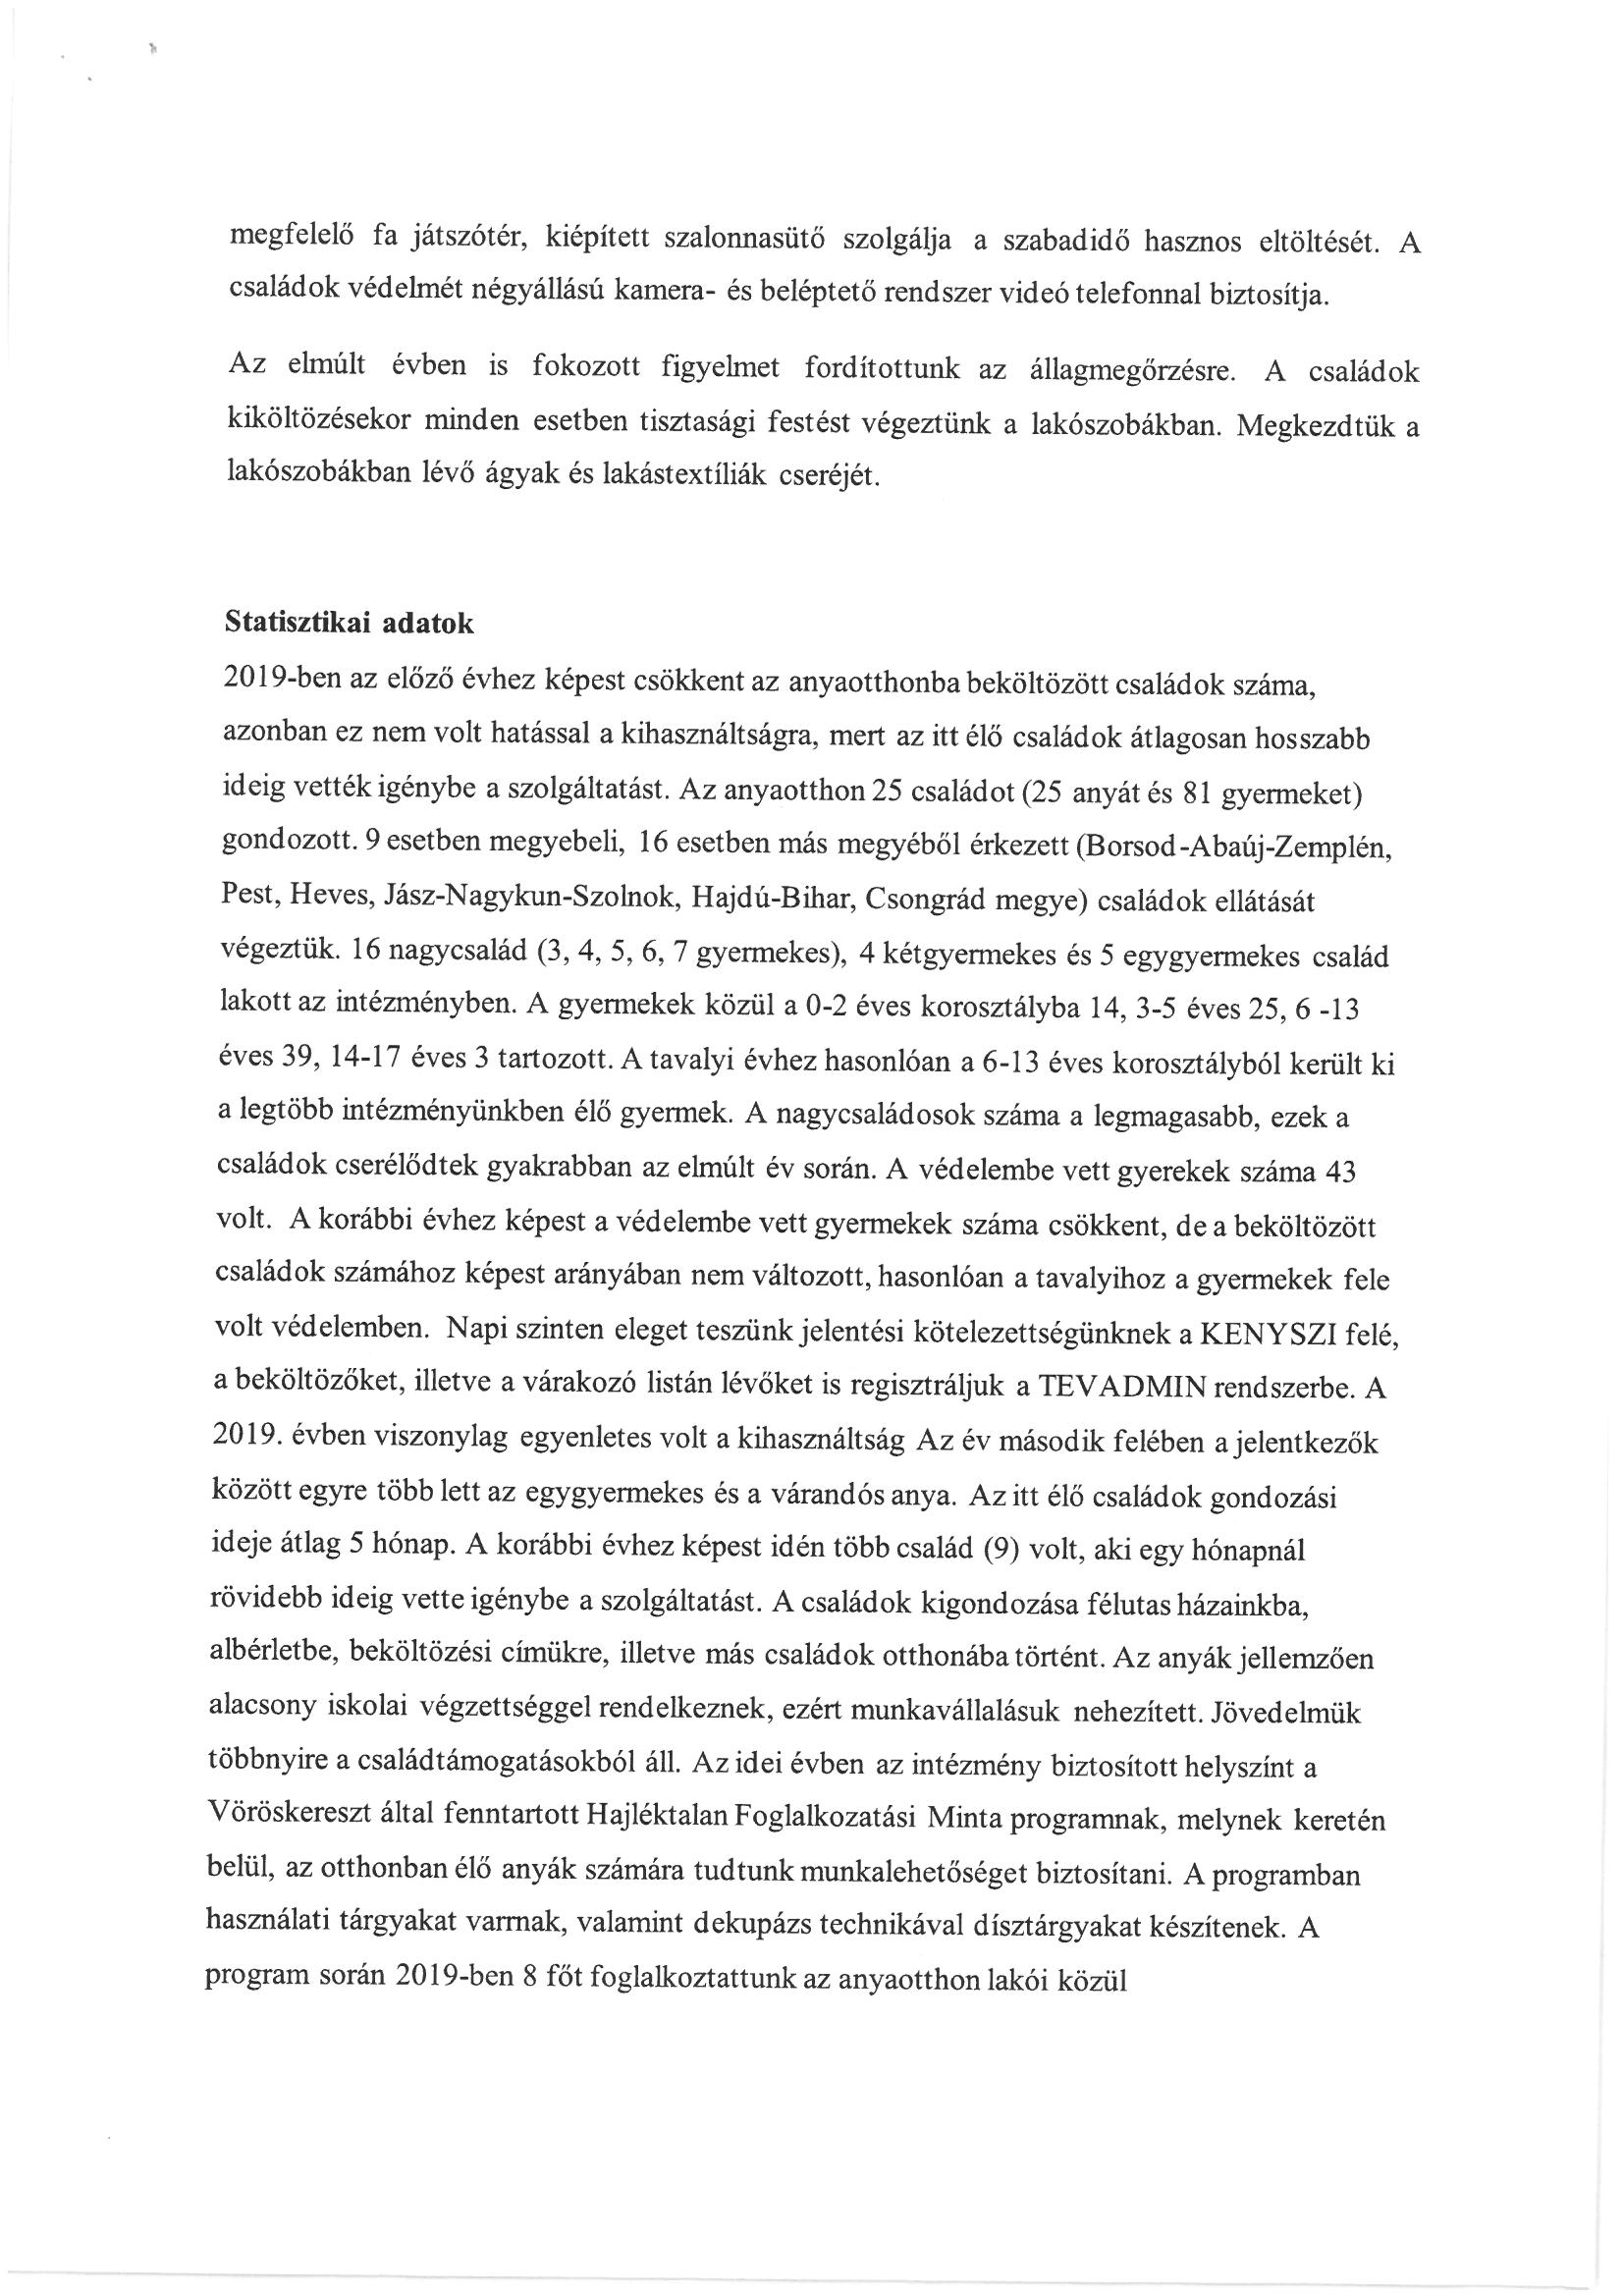 megfelelő fa játszótér, kiépített szalonnasütő szolgálja a szabadidő hasznos eltöltését. A
családok védelmét négyállású kamera- és beléptető rendszer videó telefonnal biztosítja.
Az elmúlt évben is fokozott figyelmet fordítottunk az állagmegőrzésre. A családok
kiköltözésekor minden esetben tisztasági festést végeztünk a lakószobákban. Megkezdtük a
lakószobákban lévő ágyak és lakástextíliák cseréjét.
Statisztikai adatok
2019-ben az előző évhez képest csökkent az anyaotthonba beköltözött családok száma,
azonban ez nem volt hatással a kihasználtságra, mert az itt élő családok átlagosan hosszabb
ideig vették igénybe a szolgáltatást. Az anyaotthon 25 családot (25 anyát és 81 gyermeket)
gondozott. 9 esetben megyebeli, 16 esetben más megyéből érkezett (Borsod-Abaúj-Zemplén,
Pest, Heves, Jász-Nagykun-Szolnok, Hajdú-Bihar, Csongrád megye) családok ellátását
végeztük. 16 nagycsalád (3, 4, 5, 6, 7 gyermekes), 4 kétgyermekes és 5 egygyermekes család
lakott az intézményben. A gyermekek közül a 0-2 éves korosztályba 14, 3-5 éves 25, 6 -13
éves 39, 14-17 éves 3 tartozott. A tavalyi évhez hasonlóan a 6-13 éves korosztályból került ki
a legtöbb intézményünkben élő gyermek. A nagycsaládosok száma a legmagasabb, ezek a
családok cserélődtek gyakrabban az elmúlt év során. A védelembe vett gyerekek száma 43
volt. A korábbi évhez képest a védelembe vett gyermekek száma csökkent, de a beköltözött
családok számához képest arányában nem változott, hasonlóan a tavalyihoz a gyermekek fele
volt védelemben. Napi szinten eleget teszünk jelentési kötelezettségünknek a KENYSZI felé,
a beköltözőket, illetve a várakozó listán lévőket is regisztráljuk a TEVADMIN rendszerbe. A
2019. évben viszonylag egyenletes volt a kihasználtság Az év második felében a jelentkezők
között egyre több lett az egygyermekes és a várandós anya. Az itt élő családok gondozási
ideje átlag 5 hónap. A korábbi évhez képest idén több család (9) volt, aki egy hónapnál
rövidebb ideig vette igénybe a szolgáltatást. A családok kigondozása félutas házainkba,
albérletbe, beköltözési címükre, illetve más családok otthonába történt. Az anyák jellemzően
alacsony iskolai végzettséggel rendelkeznek, ezért munkavállalásuk nehezített. Jövedelmük
többnyire a családtámogatásokból áll. Az idei évben az intézmény biztosított helyszínt a
Vöröskereszt által fenntartott Hajléktalan Foglalkozatási Minta programnak, melynek keretén
belül, az otthonban élő anyák számára tudtunk munkalehetőséget biztosítani. A programban
használati tárgyakat varrnak, valamint dekupázs technikával dísztárgyakat készítenek. A
program során 2019-ben 8 főt foglalkoztattunk az anyaotthon lakói közül